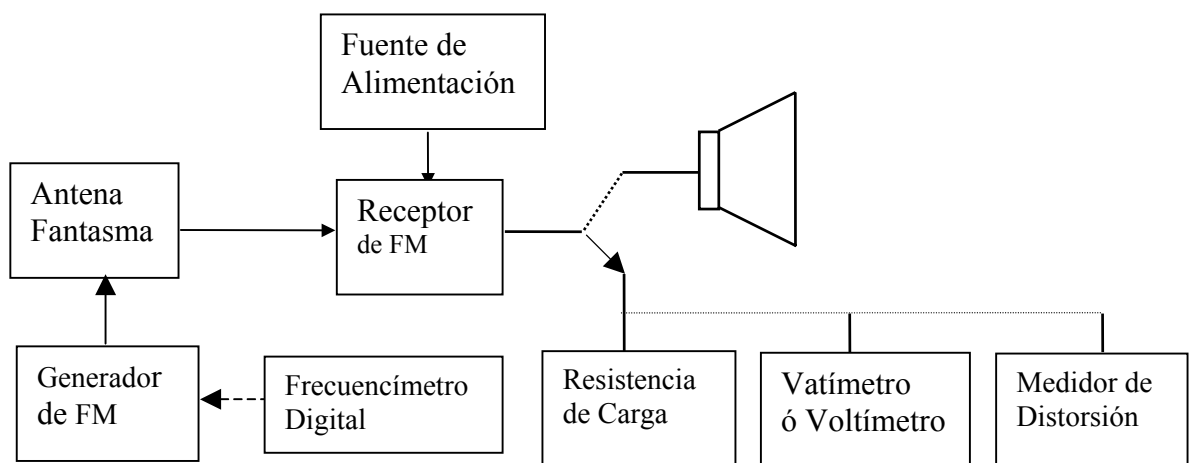 Fuente de
Alimentación
Antena
Fantasma
Receptor
de FM
Generador
de FM
Frecuencímetro
Digital
Resistencia
de Carga
Vatímetro
ó Voltímetro
Medidor de
Distorsión